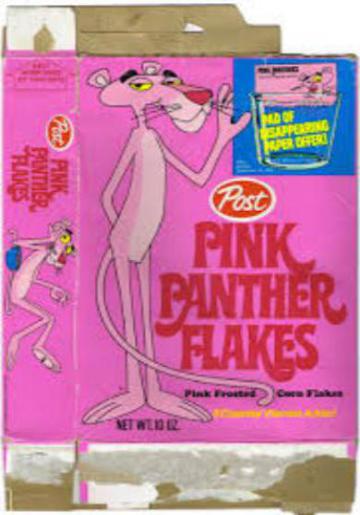 PAD OF
DISAPPEARING
PAPER OFFER!
Post
PINK
PANTHER
FLAKES
Pink Frosted Corn Flakes
NET WT. 10 OZ.
Post
PINK
PANTHER
FLAKES